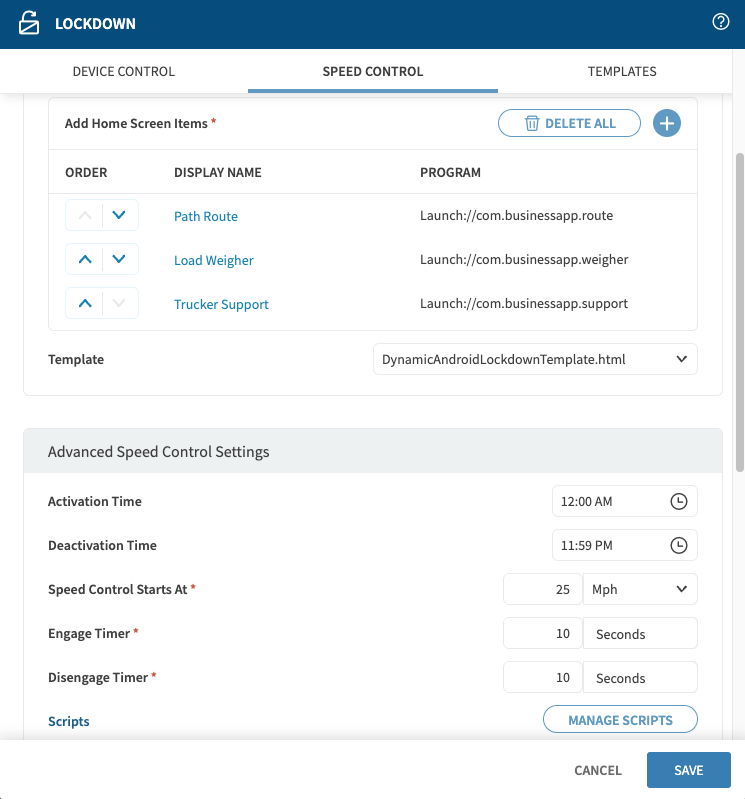 LOCKDOWN
DEVICE CONTROL SPEED CONTROL TEMPLATES
Add Home Screen Items * DELETE ALL
ORDER DISPLAY NAME PROGRAM
Path Route Launch://com.businessapp.route
Load Weigher Launch://com.businessapp.weigher
Trucker Support Launch://com.businessapp.support
Template DynamicAndroidLockdownTemplate.html
Advanced Speed Control Settings
Activation Time 12:00 AM
Deactivation Time 11:59 PM
Speed Control Starts At * 25 Mph
Engage Timer * 10 Seconds
Disengage Timer * 10 Seconds
Scripts MANAGE SCRIPTS
CANCEL SAVE